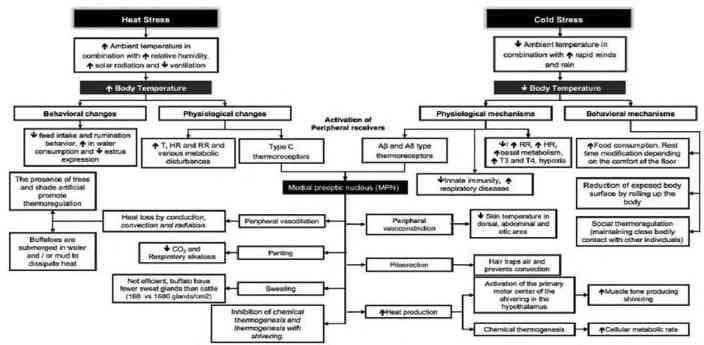 Heat Stress
Cold Stress
↑ Ambient temperature in
combination with ↑ relative humidity,
↑ solar radiation and ↓ ventilation
↓ Ambient temperature in
combination with ↑ rapid winds
and rain
↑ Body Temperature
↓ Body Temperature
Behavioral changes
Physiological changes
Activation of
Peripheral receivers
Physiological mechanisms
Behavioral mechanisms
↓ feed intake and rumination
behavior, ↑ in water
consumption and ↓ estrus
expression
↑ T, HR and RR and
various metabolic
disturbances
Type C
thermoreceptors
Aβ and Aδ type
thermoreceptors
RR, ↑ HR,
↑basal metabolism,
↑ T3 and T4, hypoxia
↑Food consumption. Rest
time modification depending
on the comfort of the floor
↓Innate immunity, ↑
respiratory diseases
The presence of trees
and shade artificial
promote
thermoregulation
Medial preoptic nucleus (MPN)
Reduction of exposed body
surface by rolling up the
body
Heat loss by conduction,
convection and radiation.
Peripheral vasodilation
Peripheral
vasoconstriction
↓ Skin temperature in
dorsal, abdominal and
area
Social thermoregulation
(maintaining close bodily
contact with other individuals)
Buffeloes are
submerged in water
and / or mud to
dissipate heat
↓ CO2 and
Respiratory alkalosis
Panting
Piloerection
Hair traps air and
prevents convection
Not efficient, buffalo have
fewer sweat glands than cattle
vs glands/cm2)
Sweating
Activation of the primary
motor center of the
shivering in the
hypothalamus
↑Muscle tone producing
shivering
Inhibition of chemical
thermogenesis and
thermogenesis with
shivering.
↑Heat production
Chemical thermogenesis
↑Cellular metabolic rate